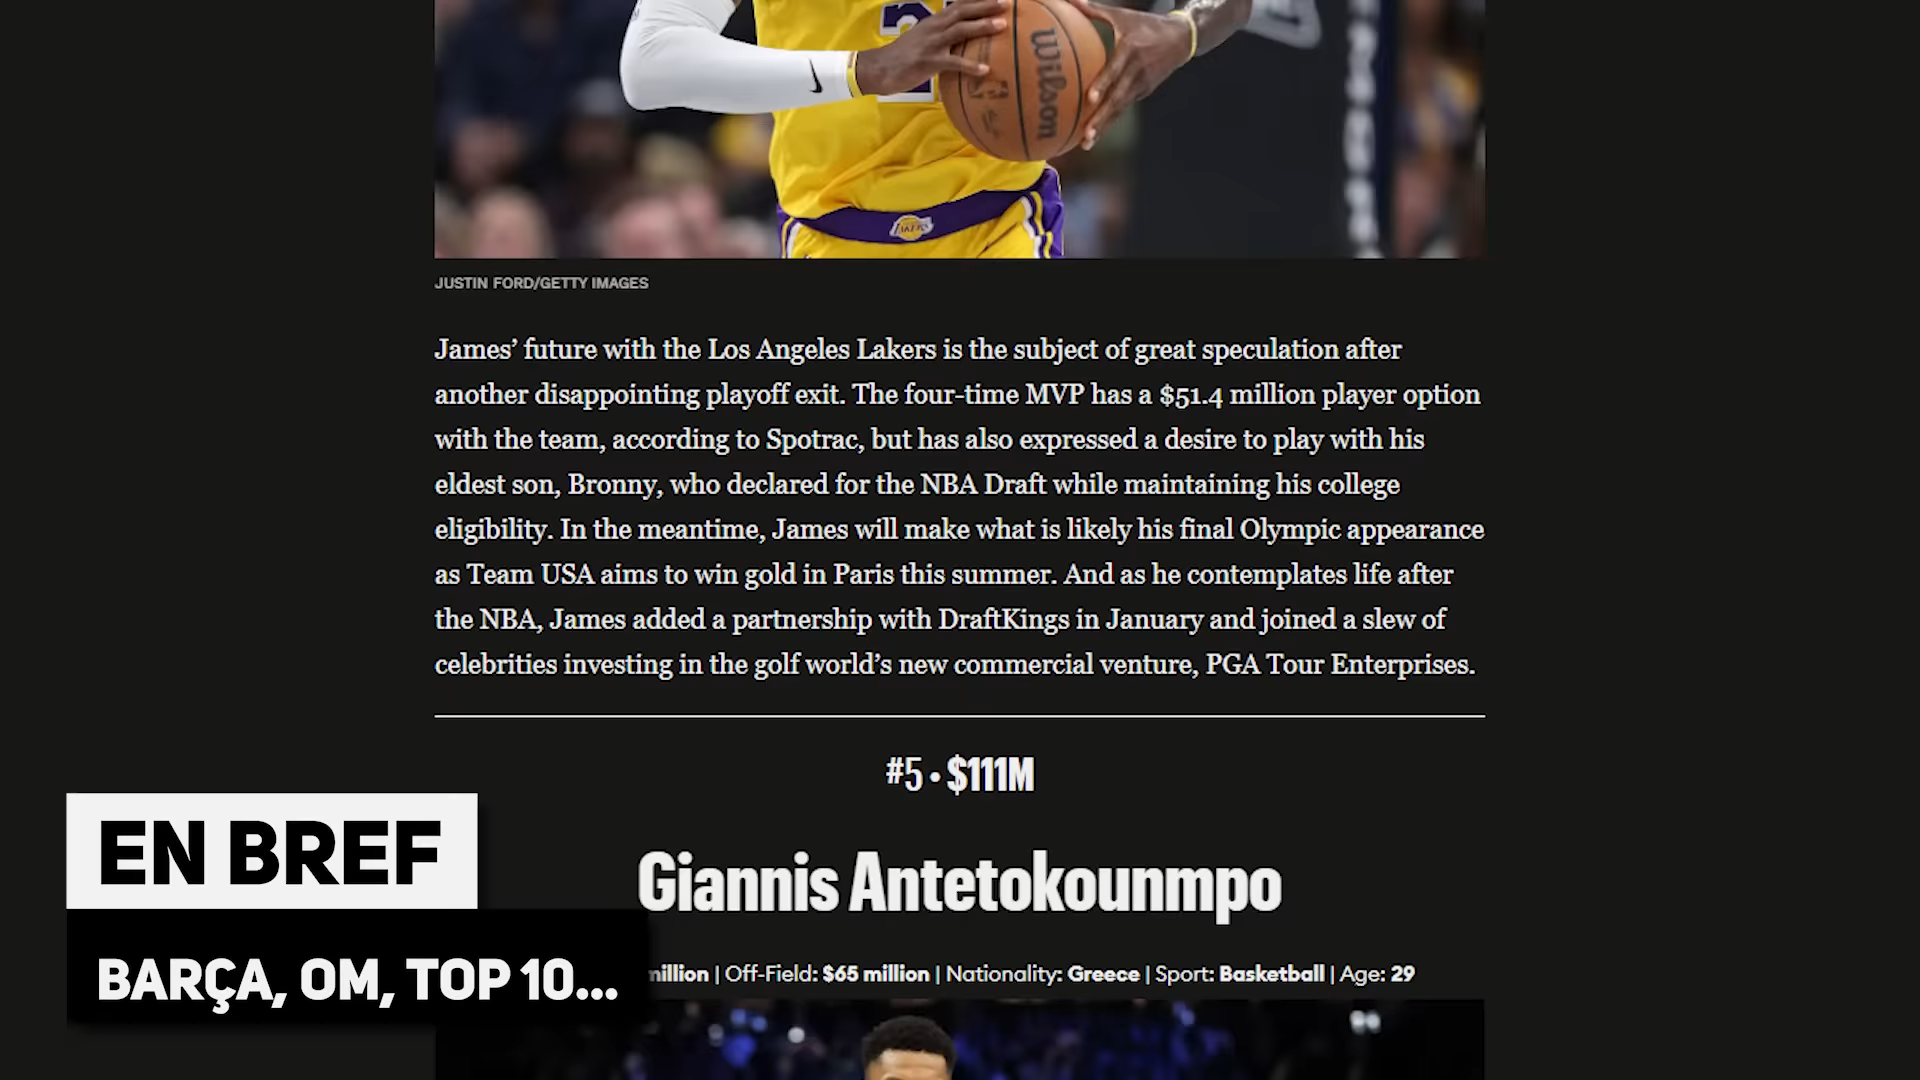 Wilson
LAKERS
JUSTIN FORD/GETTY IMAGES
James’ future with the Los Angeles Lakers is the subject of great speculation after
another disappointing playoff exit. The four-time MVP has a $51.4 million player option
with the team, according to Spotrac, but has also expressed a desire to play with his
eldest son, Bronny, who declared for the NBA Draft while maintaining his college
eligibility. In the meantime, James will make what is likely his final Olympic appearance
as Team USA aims to win gold in Paris this summer. And as he contemplates life after
the NBA, James added a partnership with DraftKings in January and joined a slew of
celebrities investing in the golf world’s new commercial venture, PGA Tour Enterprises.
#5 • $111M
Giannis Antetokounmpo
million | Off-Field: $65 million | Nationality: Greece | Sport: Basketball | Age: 29
EN BREF
BARÇA, OM, TOP 10...